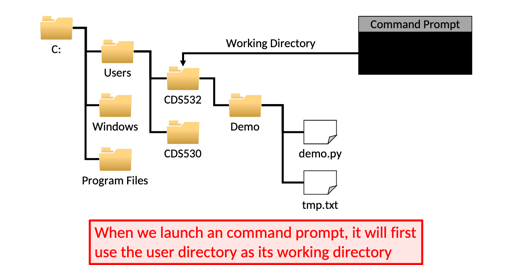 Command Prompt
C:
Working Directory
Users
CDS532
Windows
Demo
CDS530
demo.py
Program Files
tmp.txt
When we launch an command prompt, it will first
use the user directory as its working directory